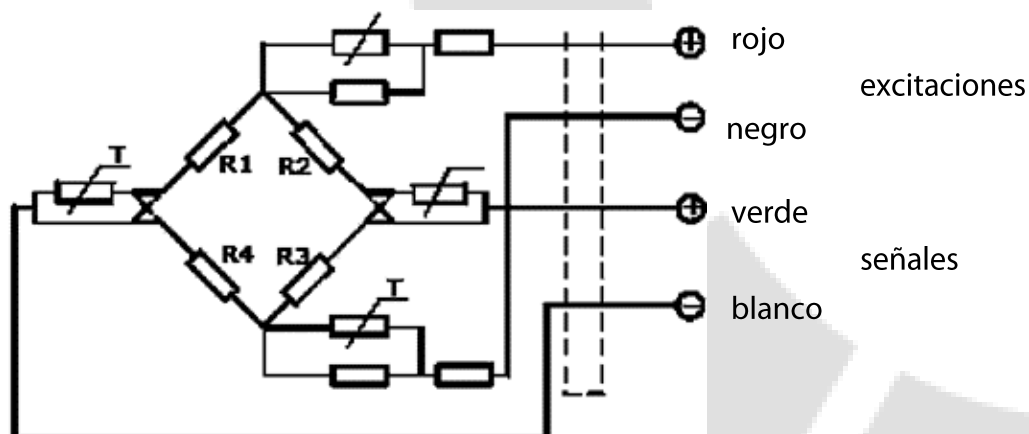 rojo
excitaciones
negro
T
R1
R2
verde
R4
R3
señales
T
blanco